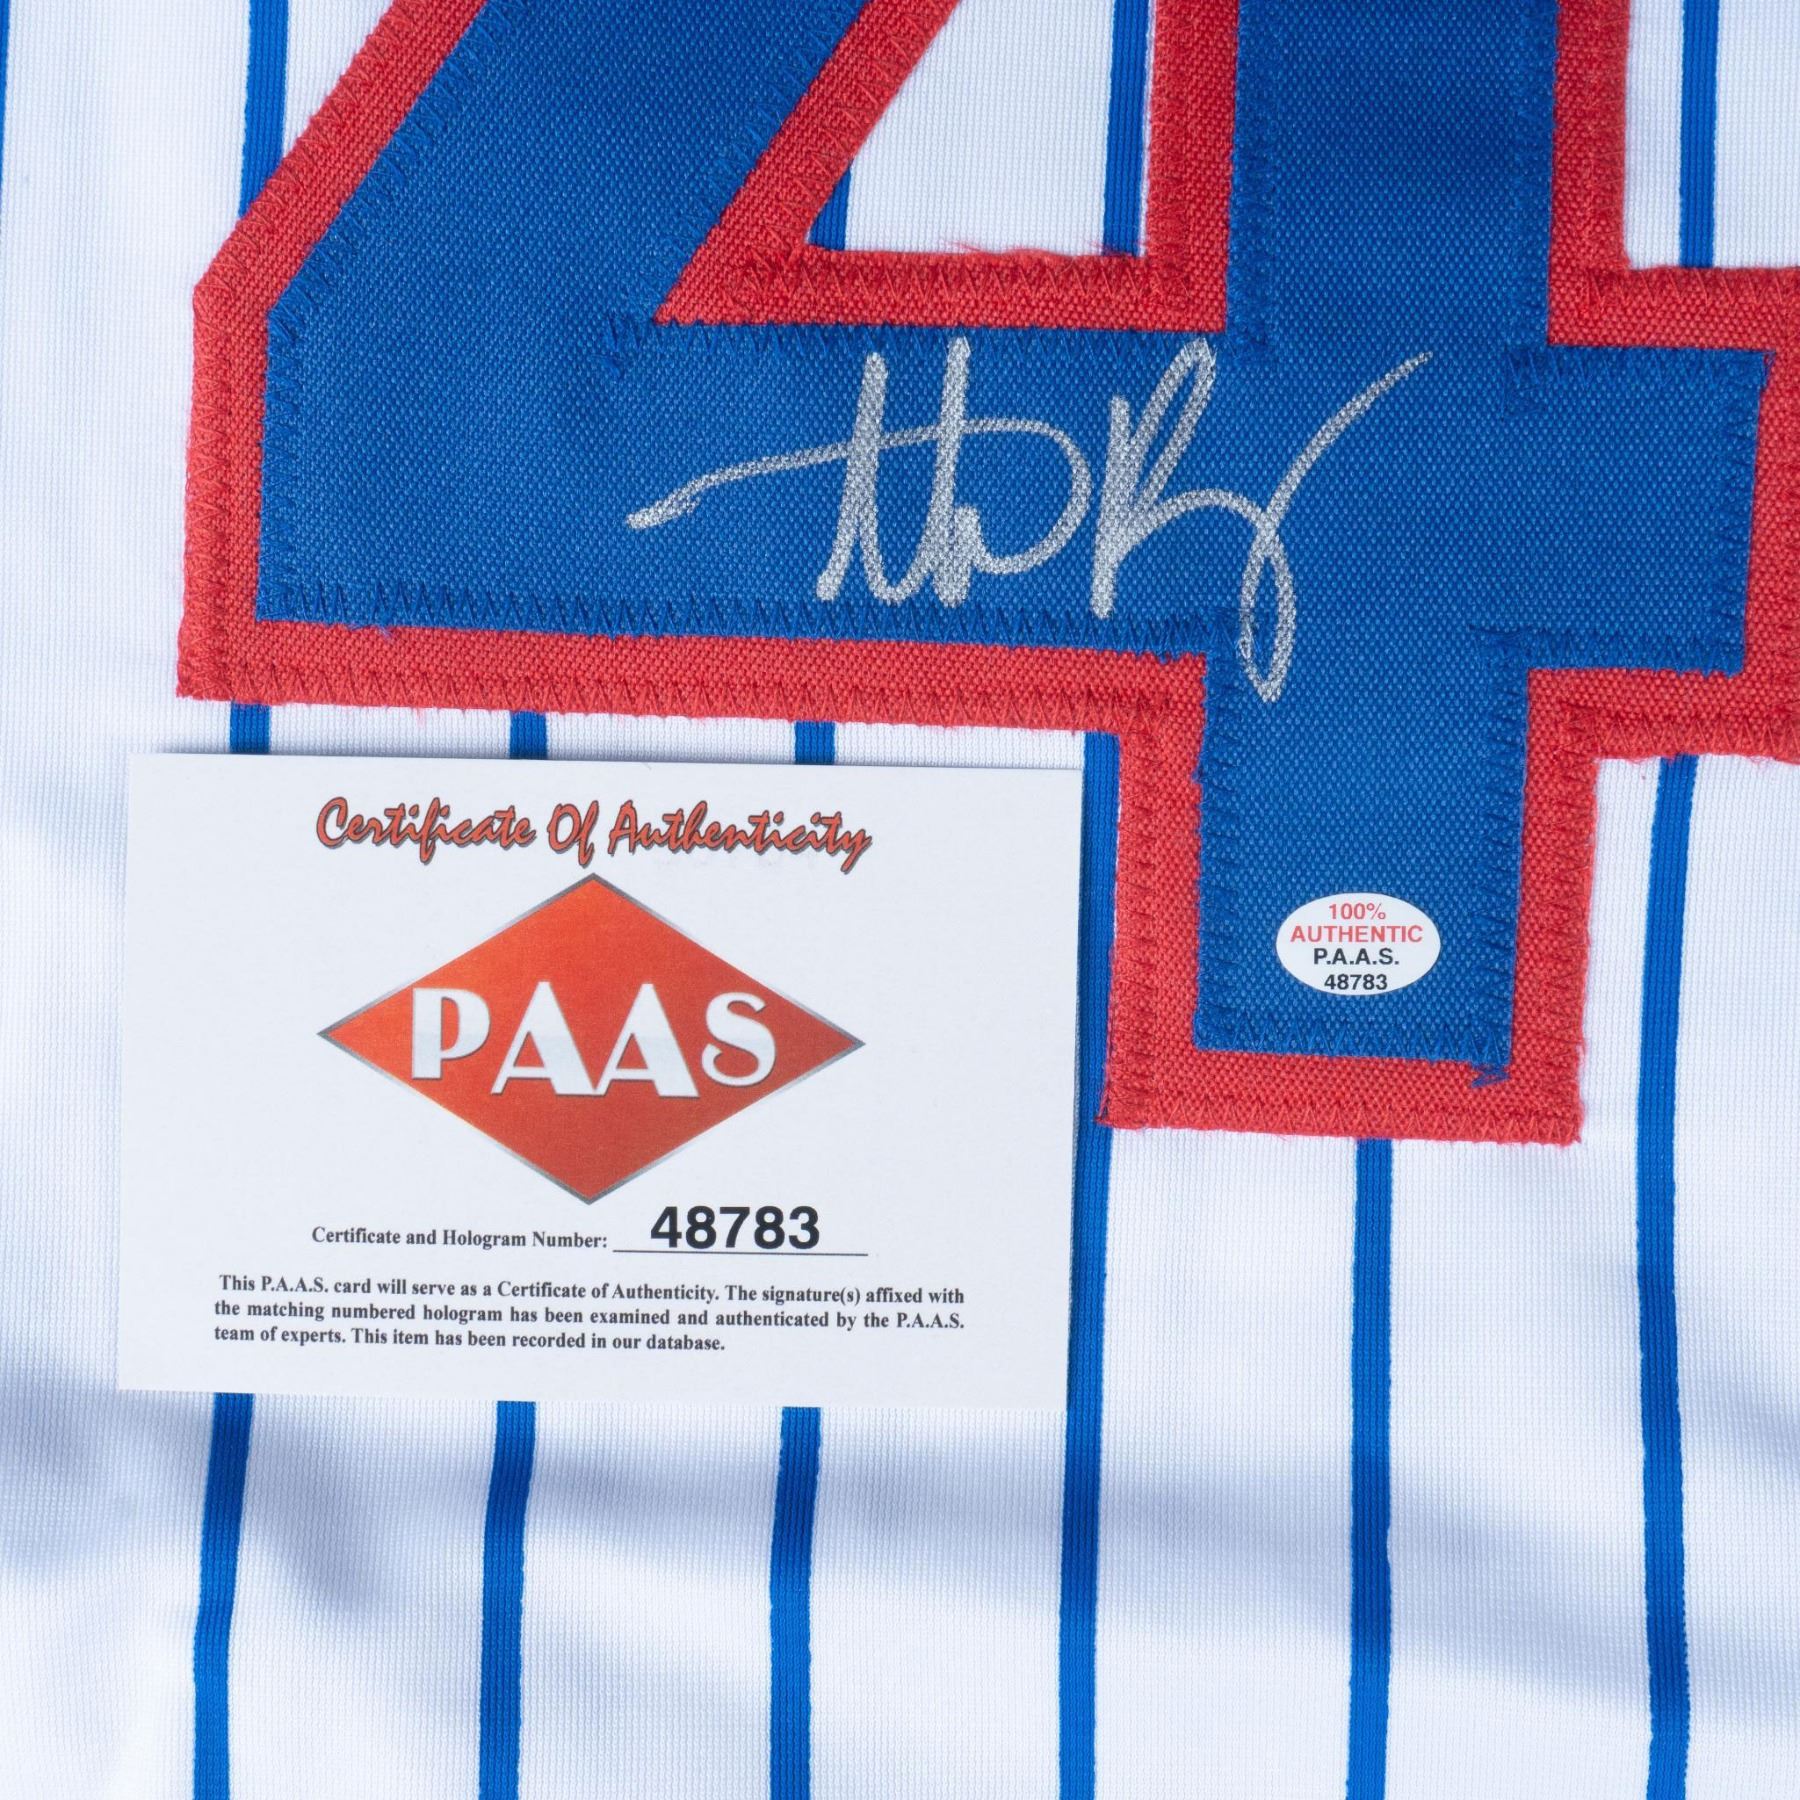 4
100%
AUTHENTIC
P.A.A.S.
48783
Certificate Of Authenticity
PAAS
Certificate and Hologram Number: 48783
This P.A.A.S. card will serve as a Certificate of Authenticity. The signature(s) affixed with
the matching numbered hologram has been examined and authenticated by the P.A.A.S.
team of experts. This item has been recorded in our database.